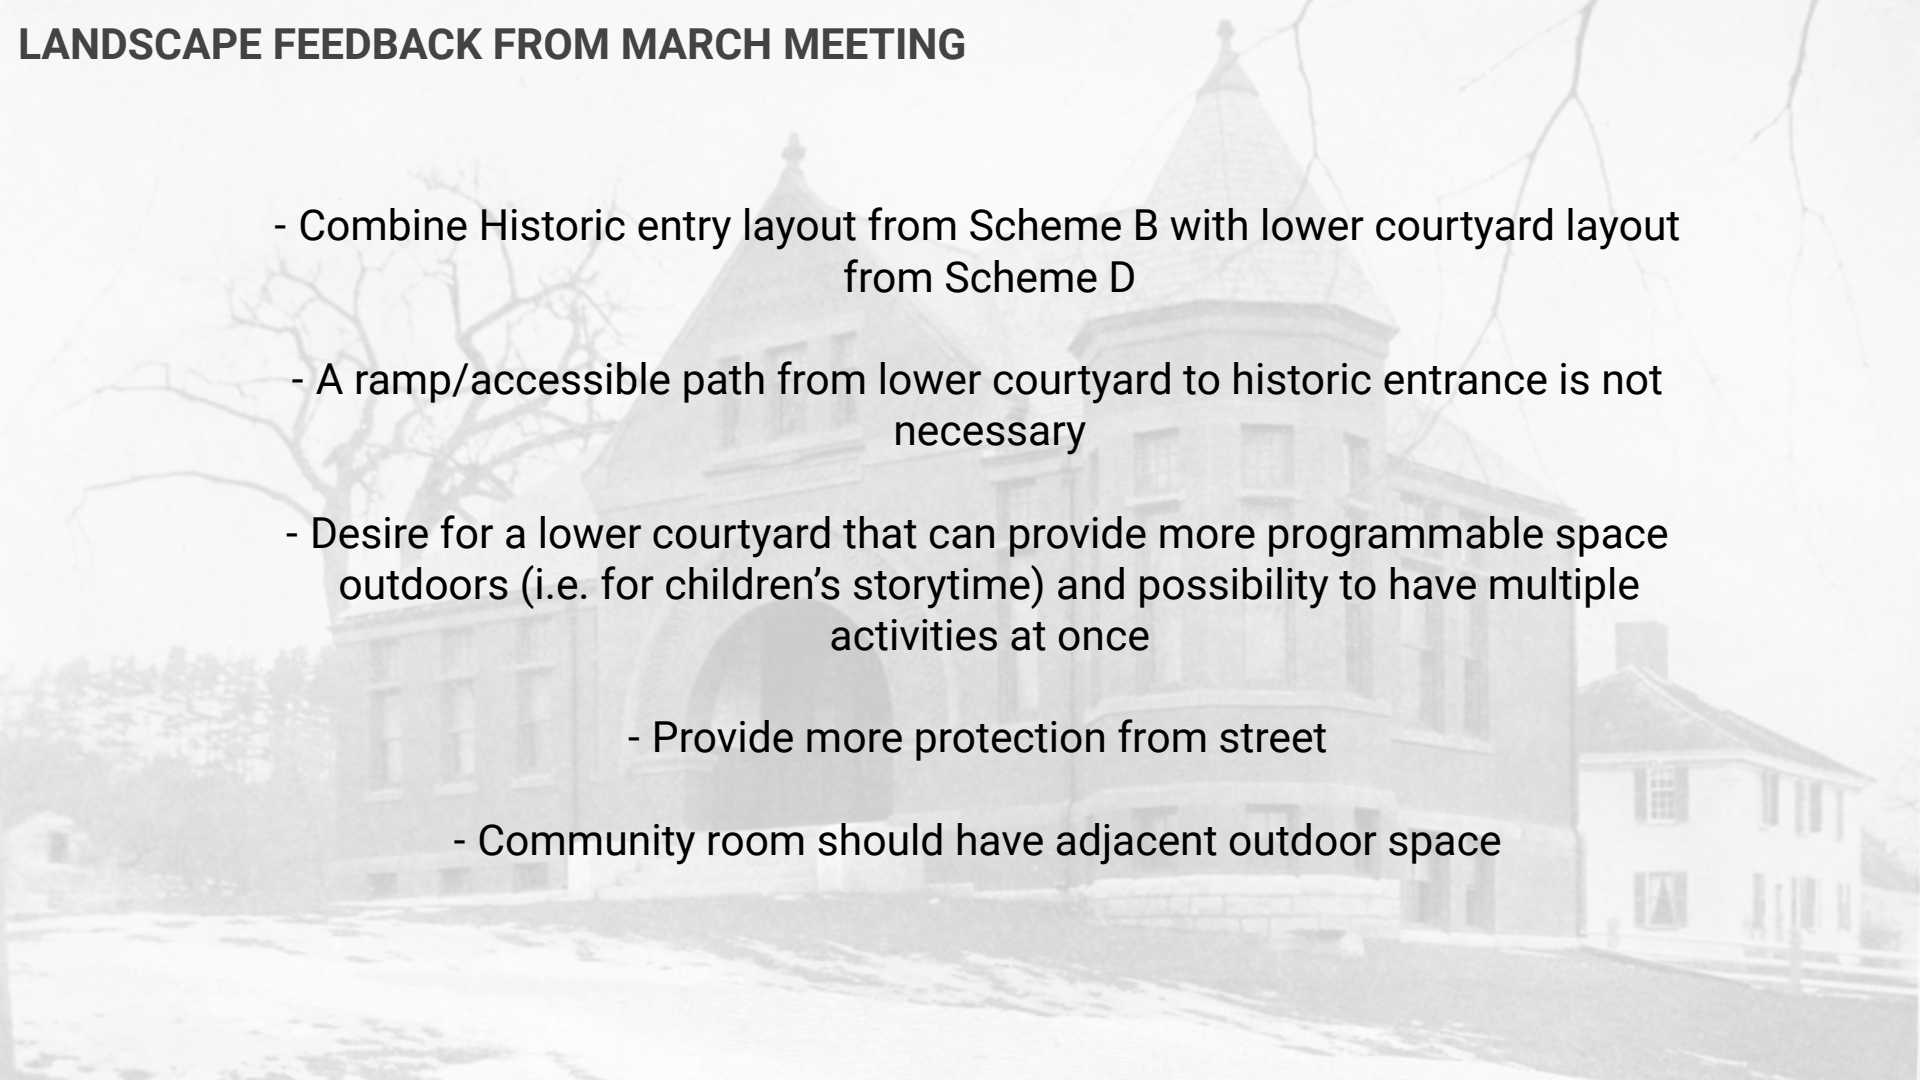 LANDSCAPE FEEDBACK FROM MARCH MEETING
- Combine Historic entry layout from Scheme B with lower courtyard layout
from Scheme D
- A ramp/accessible path from lower courtyard to historic entrance is not
necessary
- Desire for a lower courtyard that can provide more programmable space
outdoors (i.e. for children’s storytime) and possibility to have multiple
activities at once
- Provide more protection from street
- Community room should have adjacent outdoor space